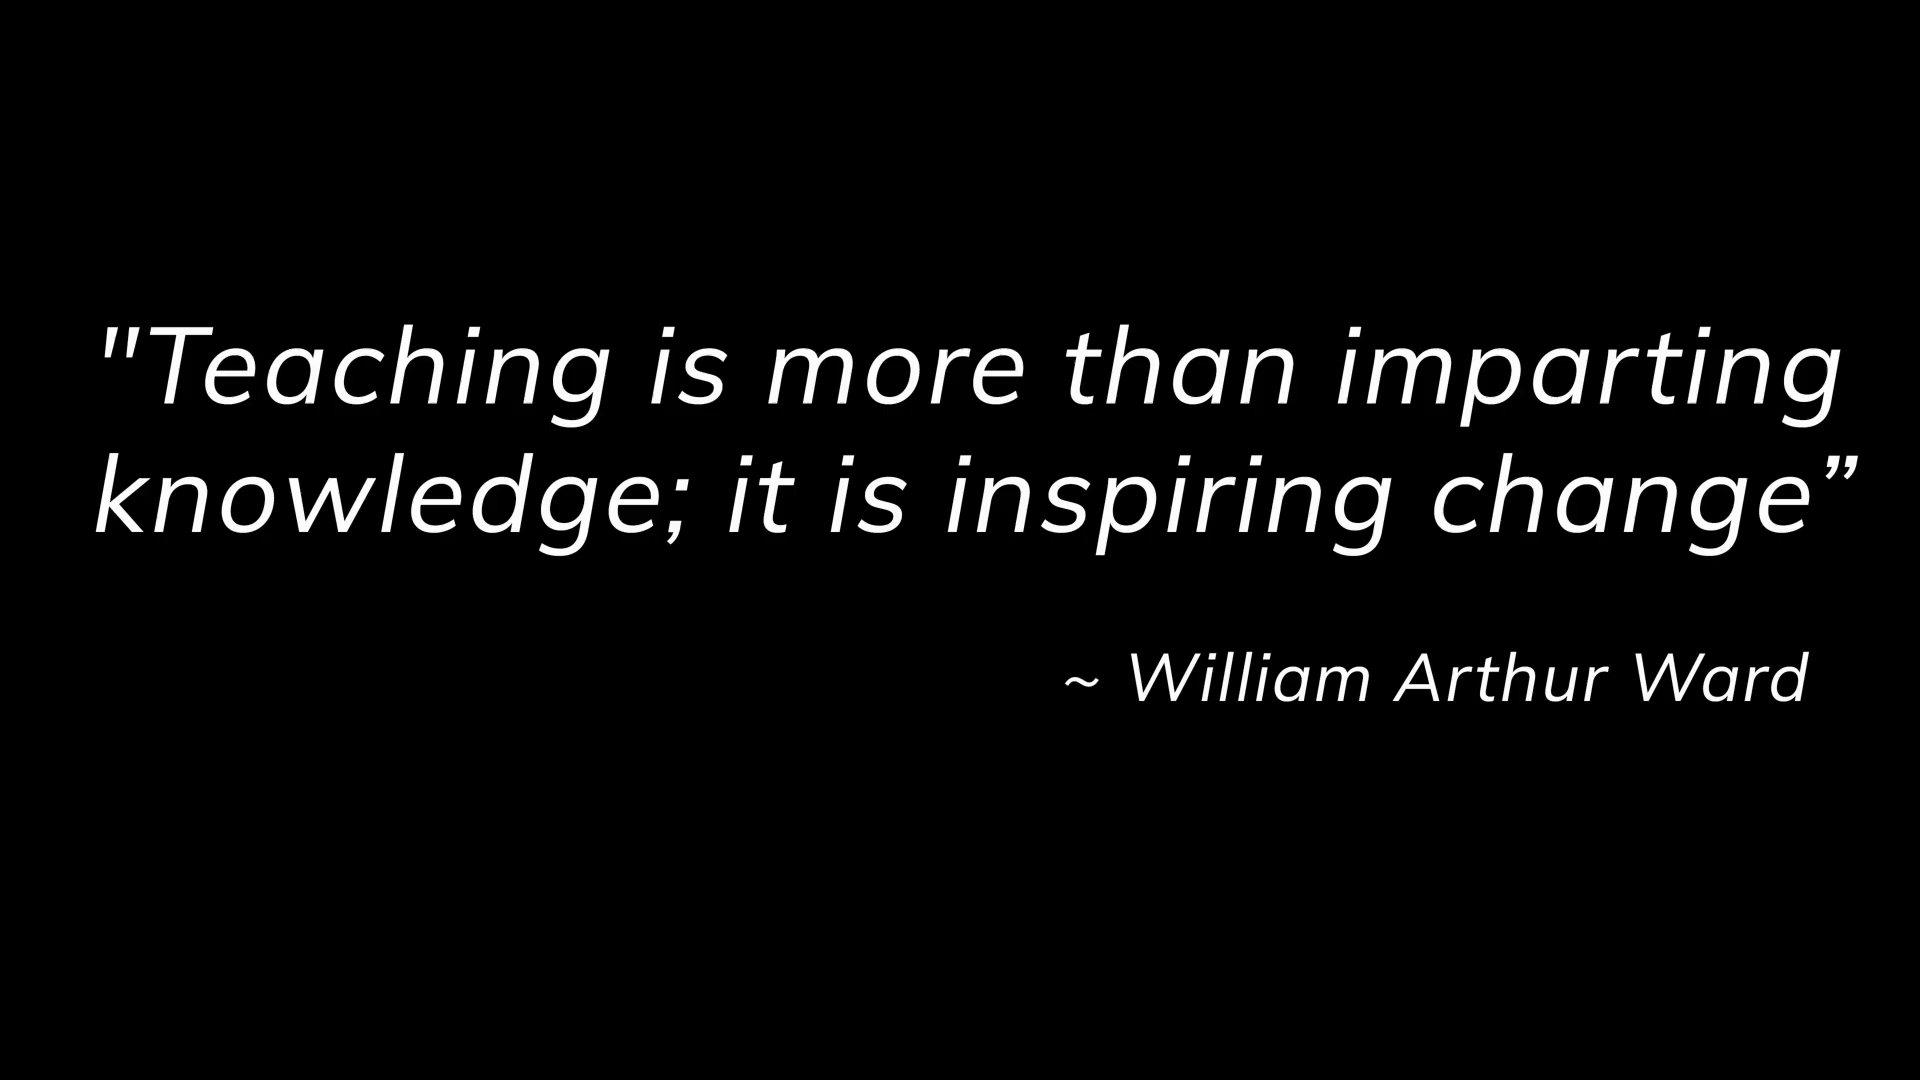 "Teaching is more than imparting
knowledge; it is inspiring change”
~ William Arthur Ward